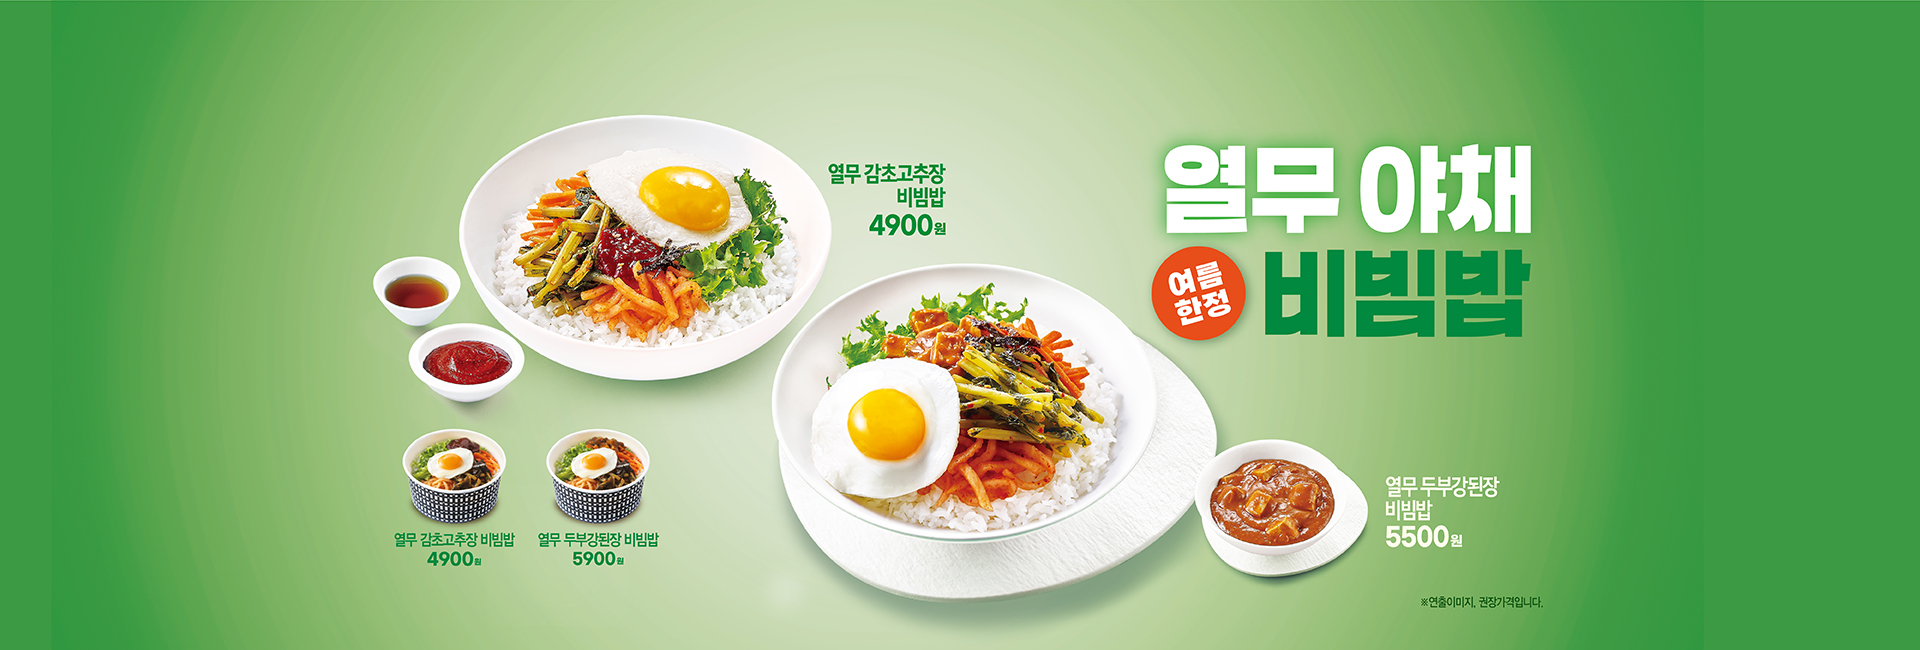 열무 야채
여름
한정
비빔밥
열무 감초고추장
비빔밥
4900원
열무 감초고추장 비빔밥
4900원
열무 두부강된장 비빔밥
5900원
열무 두부강된장
비빔밥
5500원
※연출이미지, 권장가격입니다.